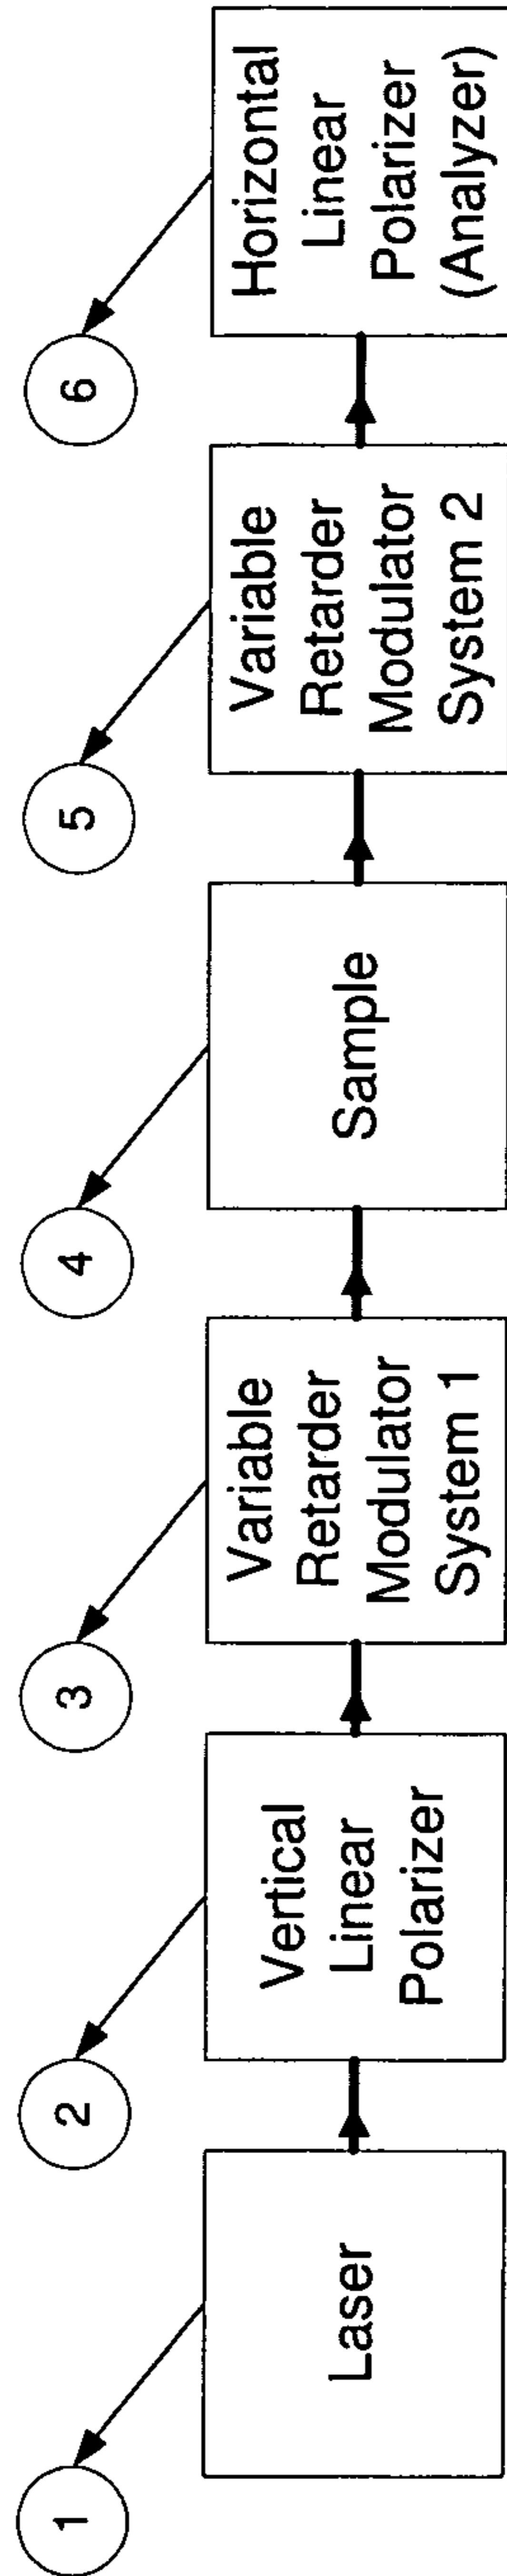 1
2
3
4
5
6
Laser
Vertical
Linear
Polarizer
Variable
Retarder
Modulator
System 1
Sample
Variable
Retarder
Modulator
System 2
Horizontal
Linear
Polarizer
(Analyzer)